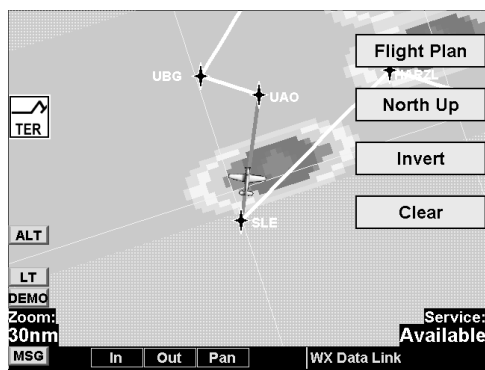 Flight Plan
UBG
HARZL
UAO
North Up
TER
Invert
Clear
SLE
ALT
LT
DEMO
Zoom:
30nm
Service:
Available
MSG
In
Out
Pan
WX Data Link